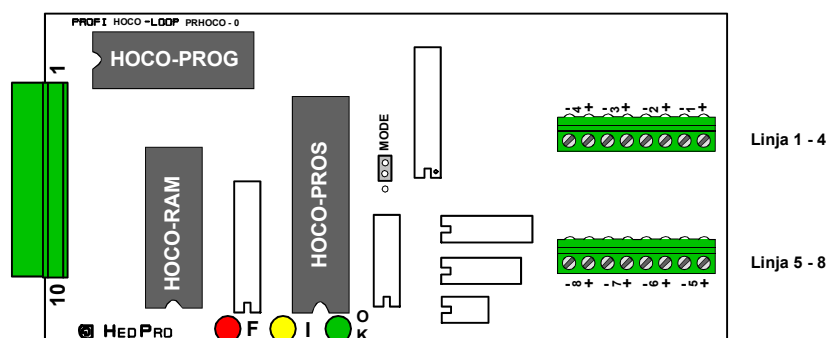 PROFI HOCO -LOOP PRHOCO - 0
1
HOCO-PROG
10
HOCO-RAM
HOCO-PROS
MODE
- 4 + - 3 + - 2 + - 1 +
Linja 1 - 4
- 8 + - 7 + - 6 + - 5 +
Linja 5 - 8
HEDPRO
F I OK